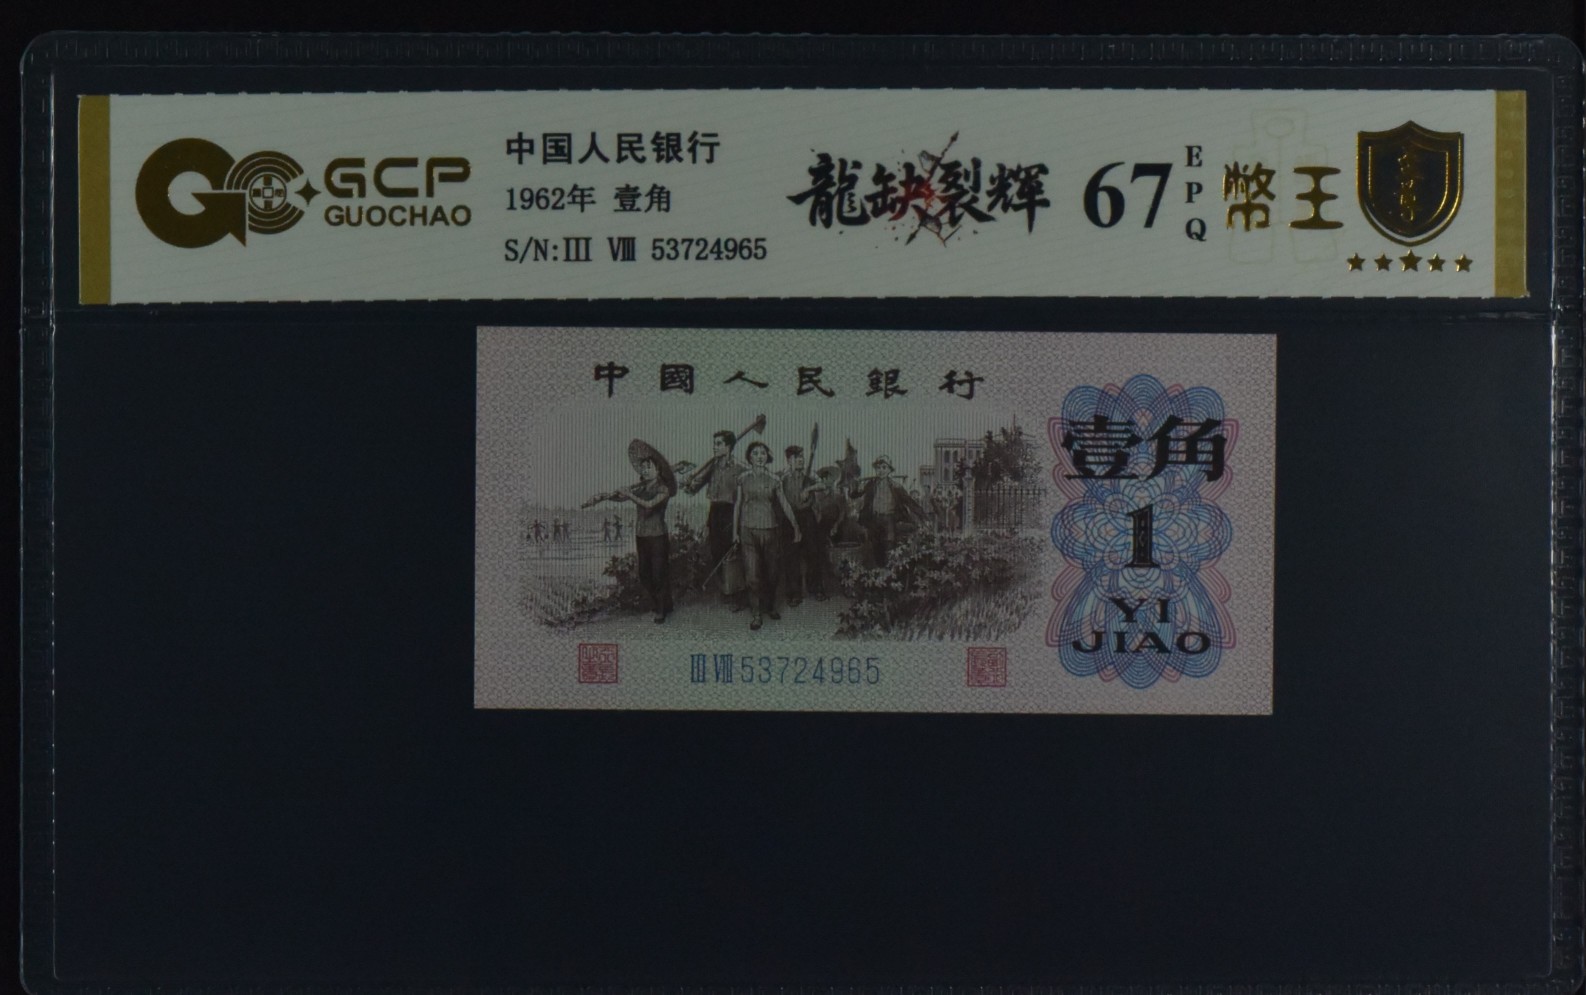 GCP
GUOCHAO
中国人民银行
1962年 壹角
S/N:III VIII 53724965
龍缺裂辉
67
EPQ
幣王
中國人民銀行
壹角
1
YI
JIAO
III VIII 53724965